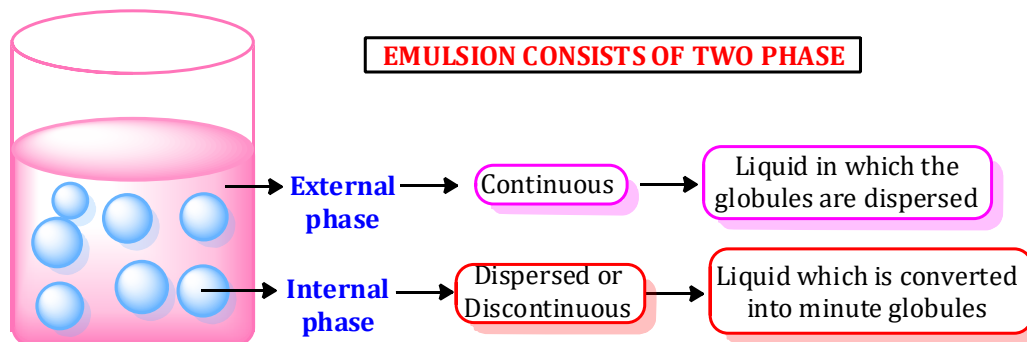 EMULSION CONSISTS OF TWO PHASE
External
phase
Continuous
Liquid in which the
globules are dispersed
Internal
phase
Dispersed or
Discontinuous
Liquid which is converted
into minute globules